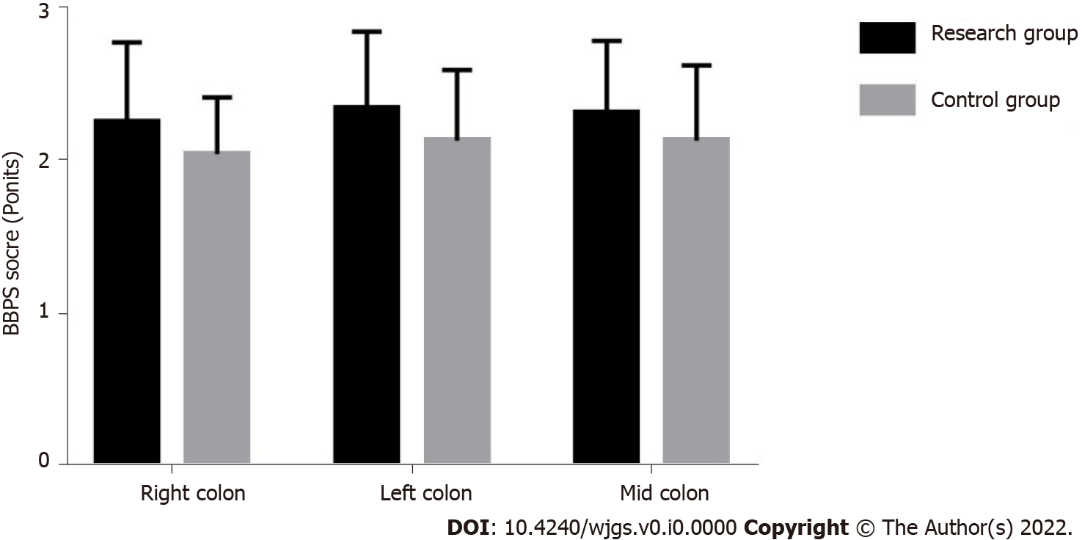 3
2
1
0
BBPS socre (Ponits)
Right colon
Left colon
Mid colon
Research group
Control group
DOI: 10.4240/wjgs.v0.i0.0000 Copyright © The Author(s) 2022.